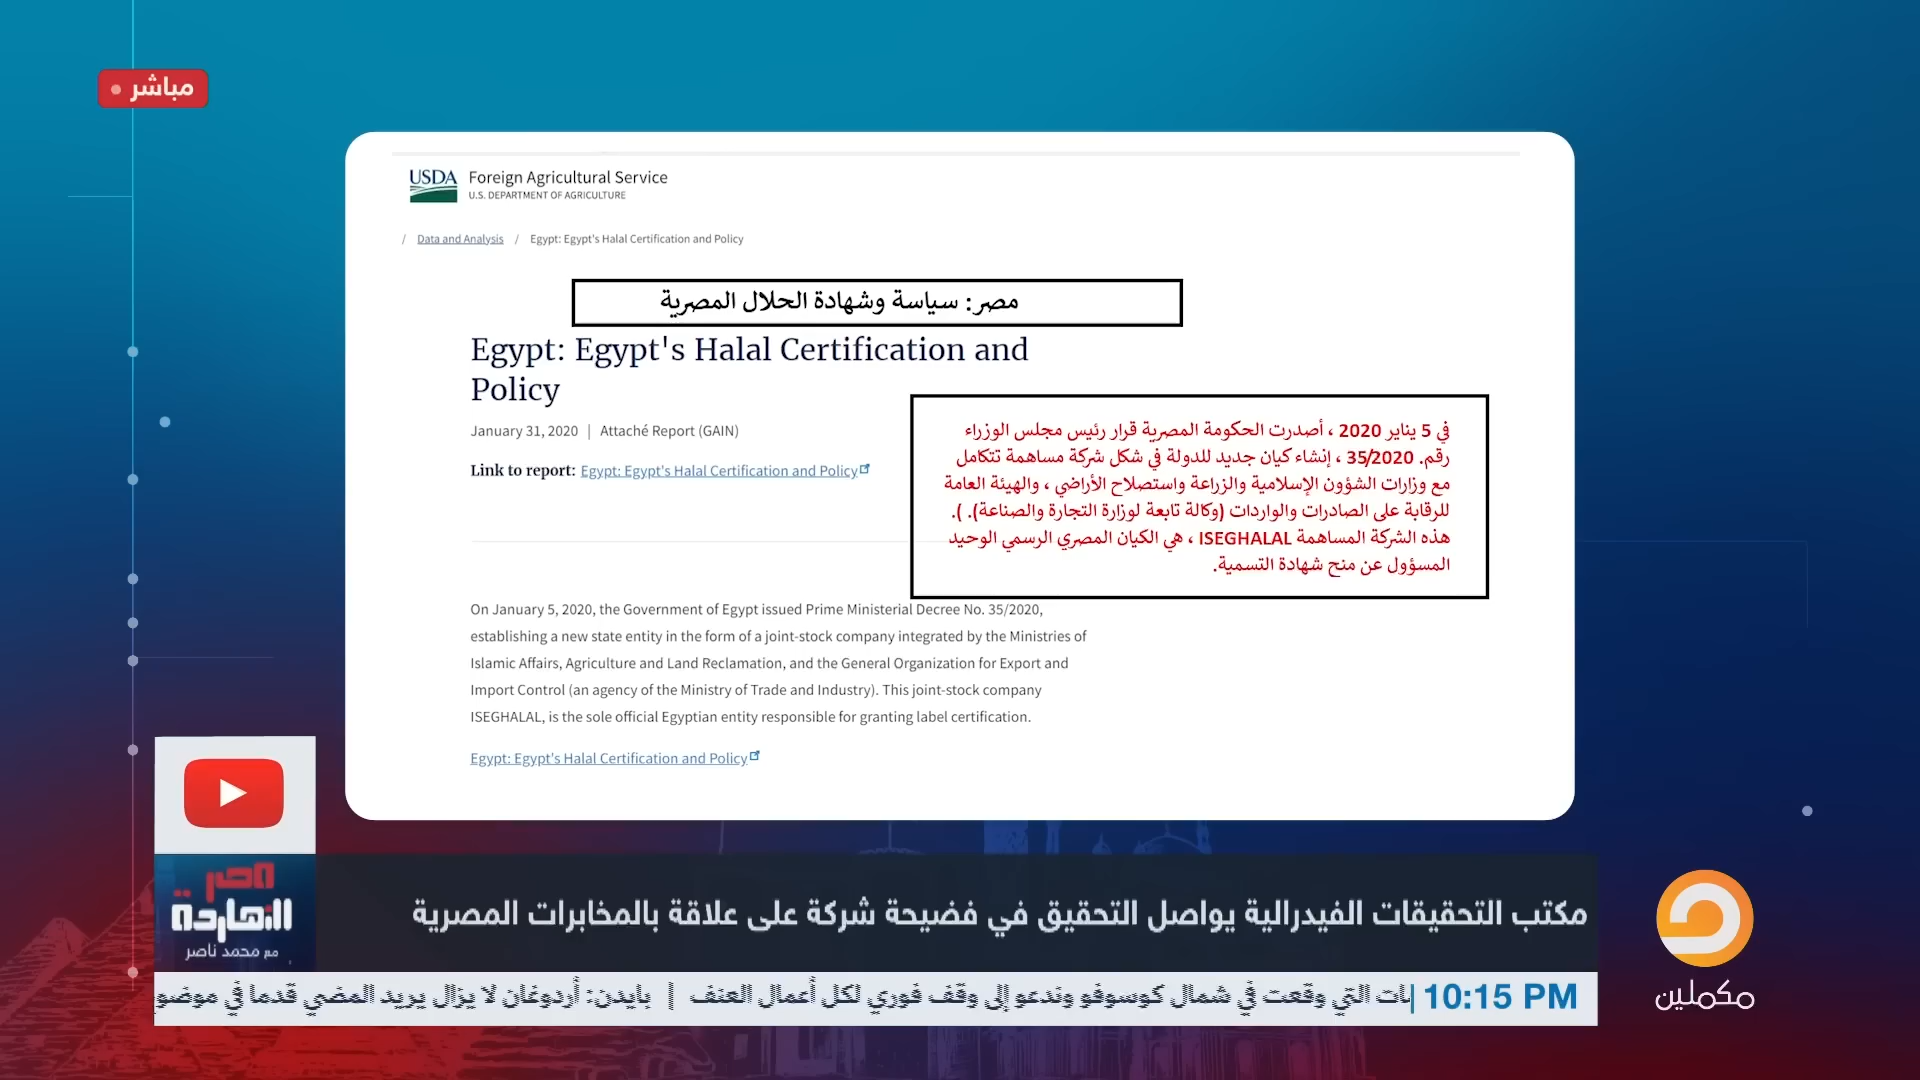 مباشر
USDA Foreign Agricultural Service
U.S. DEPARTMENT OF AGRICULTURE
/ Data and Analysis / Egypt: Egypt's Halal Certification and Policy
مصر: سياسة وشهادة الحلال المصرية
Egypt: Egypt's Halal Certification and
Policy
January 31, 2020 | Attaché Report (GAIN)
Link to report: Egypt: Egypt's Halal Certification and Policy
في 5 يناير 2020 ، أصدرت الحكومة المصرية قرار رئيس مجلس الوزراء
رقم. 35/2020 ، إنشاء كيان جديد للدولة في شكل شركة مساهمة تتكامل
مع وزارات الشؤون الإسلامية والزراعة واستصلاح الأراضي ، والهيئة العامة
للرقابة على الصادرات والواردات (وكالة تابعة لوزارة التجارة والصناعة). ).
هذه الشركة المساهمة ISEGHALAL ، هي الكيان المصري الرسمي الوحيد
المسؤول عن منح شهادة التسمية.
On January 5, 2020, the Government of Egypt issued Prime Ministerial Decree No. 35/2020,
establishing a new state entity in the form of a joint-stock company integrated by the Ministries of
Islamic Affairs, Agriculture and Land Reclamation, and the General Organization for Export and
Import Control (an agency of the Ministry of Trade and Industry). This joint-stock company
ISEGHALAL, is the sole official Egyptian entity responsible for granting label certification.
Egypt: Egypt's Halal Certification and Policy
مصر
النهاردة
مع محمد ناصر
مكتب التحقيقات الفيدرالية يواصل التحقيق في فضيحة شركة على علاقة بالمخابرات المصرية
10:15 PM | التي وقعت في شمال كوسوفو وندعو إلى وقف فوري لكل أعمال العنف | بايدن: أردوغان لا يزال يريد المضي قدما في
مكملين